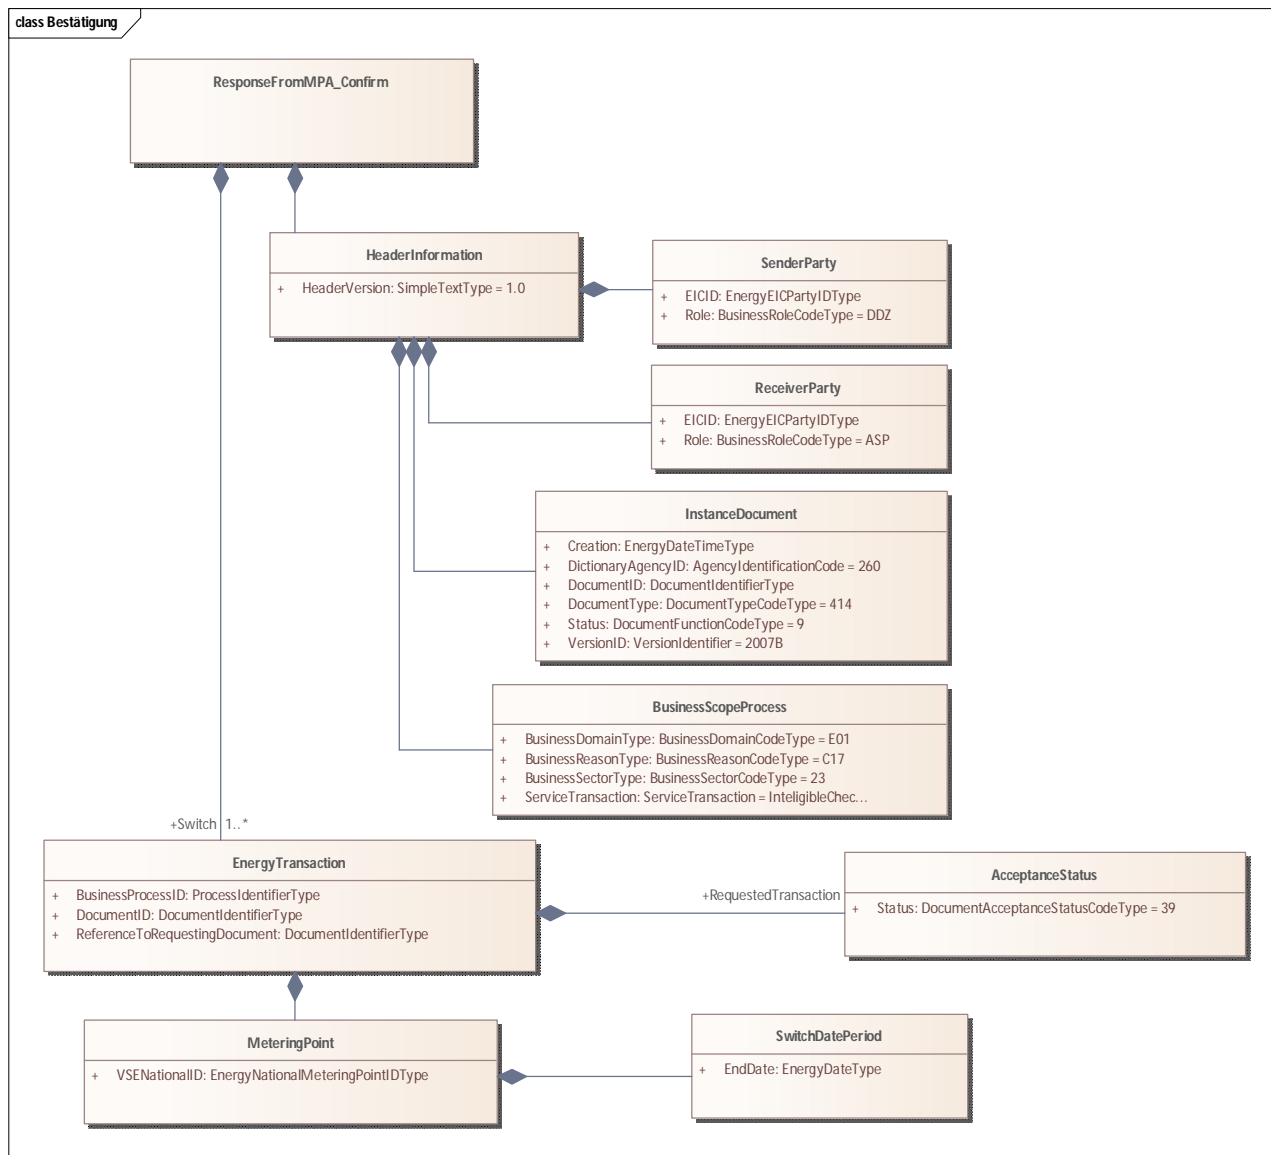 class Bestätigung
ResponseFromMPA_Confirm
HeaderInformation
+ HeaderVersion: SimpleTextType = 1.0
SenderParty
+ EICID: EnergyEICPartyIDType
+ Role: BusinessRoleCodeType = DDZ
ReceiverParty
+ EICID: EnergyEICPartyIDType
+ Role: BusinessRoleCodeType = ASP
InstanceDocument
+ Creation: EnergyDateTimeType
+ DictionaryAgencyID: AgencyIdentificationCode = 260
+ DocumentID: DocumentIdentifierType
+ DocumentType: DocumentTypeCodeType = 414
+ Status: DocumentFunctionCodeType = 9
+ VersionID: VersionIdentifier = 2007B
BusinessScopeProcess
+ BusinessDomainType: BusinessDomainCodeType = E01
+ BusinessReasonType: BusinessReasonCodeType = C17
+ BusinessSectorType: BusinessSectorCodeType = 23
+ ServiceTransaction: ServiceTransaction = InteligibleChec...
+Switch 1..*
EnergyTransaction
+ BusinessProcessID: ProcessIdentifierType
+ DocumentID: DocumentIdentifierType
+ ReferenceToRequestingDocument: DocumentIdentifierType
+RequestedTransaction
AcceptanceStatus
+ Status: DocumentAcceptanceStatusCodeType = 39
MeteringPoint
+ VSENationalID: EnergyNationalMeteringPointIDType
SwitchDatePeriod
+ EndDate: EnergyDateType